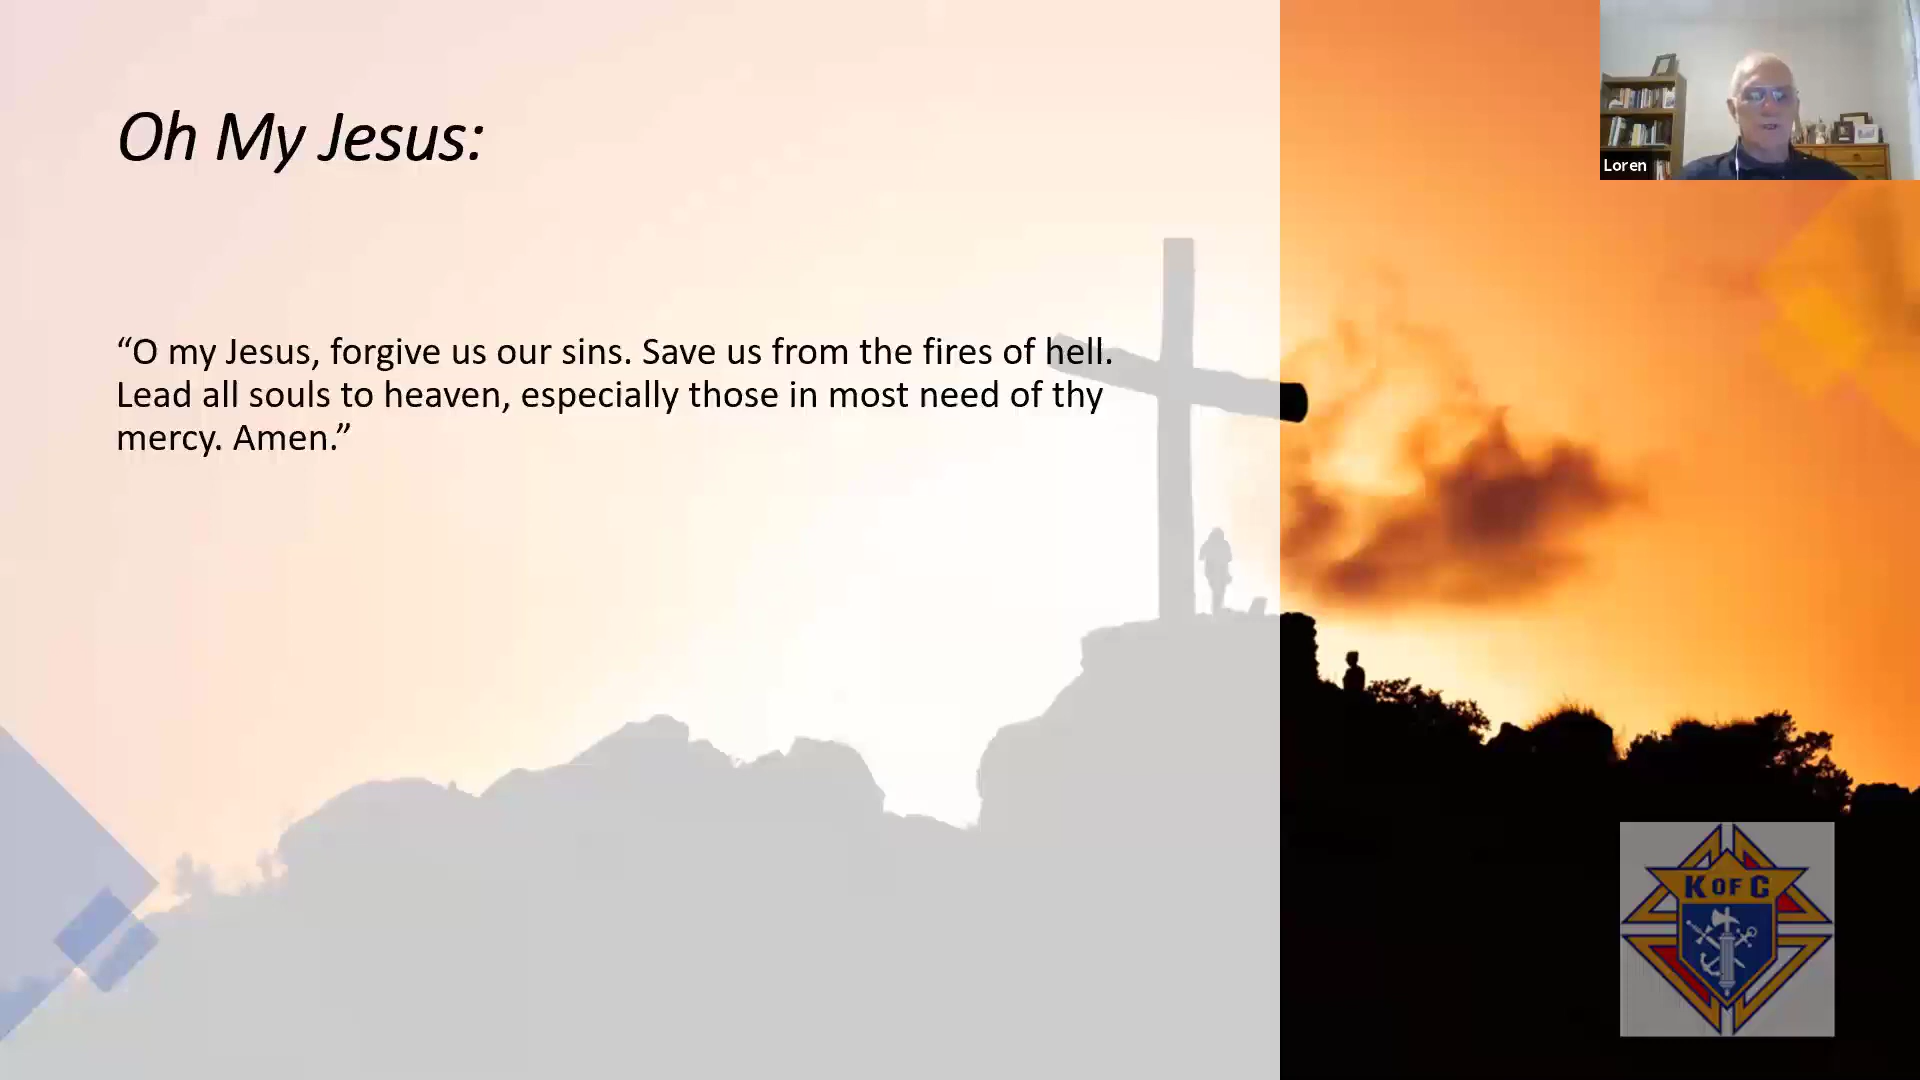 Oh My Jesus:
Loren
“O my Jesus, forgive us our sins. Save us from the fires of hell.
Lead all souls to heaven, especially those in most need of thy
mercy. Amen.”
K OF C